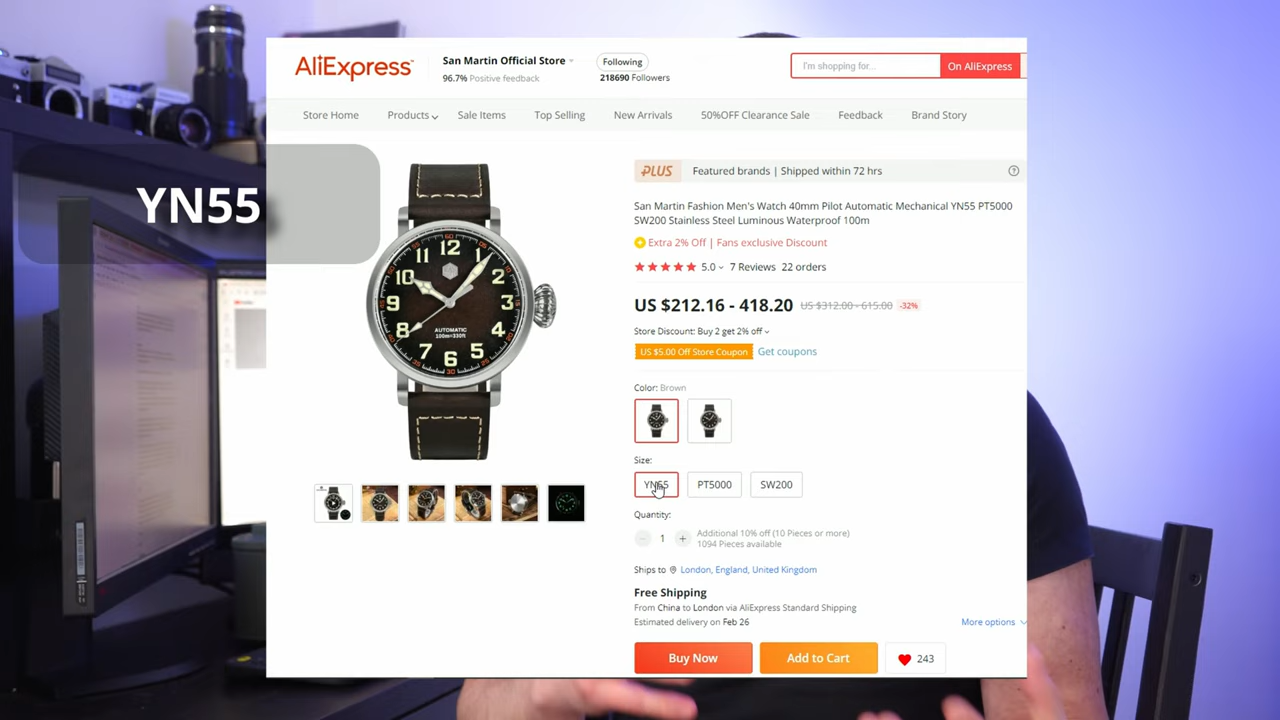 AliExpress
San Martin Official Store
96.7% Positive feedback
Following
218690 Followers
I'm shopping for...
On AliExpress
Store Home
Products
Sale Items
Top Selling
New Arrivals
50%OFF Clearance Sale
Feedback
Brand Story
YN55
PLUS
Featured brands | Shipped within 72 hrs
San Martin Fashion Men's Watch 40mm Pilot Automatic Mechanical YN55 PT5000
SW200 Stainless Steel Luminous Waterproof 100m
Extra 2% Off | Fans exclusive Discount
5.0 7 Reviews 22 orders
US $212.16 - 418.20 US $312.00 - 615.00 -32%
Store Discount: Buy 2 get 2% off
US $5.00 Off Store Coupon Get coupons
Color: Brown
Size:
YN55 PT5000 SW200
Quantity:
1
Additional 10% off (10 Pieces or more)
1094 Pieces available
Ships to London, England, United Kingdom
Free Shipping
From China to London via AliExpress Standard Shipping
Estimated delivery on Feb 26
More options
Buy Now
Add to Cart
243
12
11
10
9
8
7
6
5
4
3
2
AUTOMATIC
100m=330ft